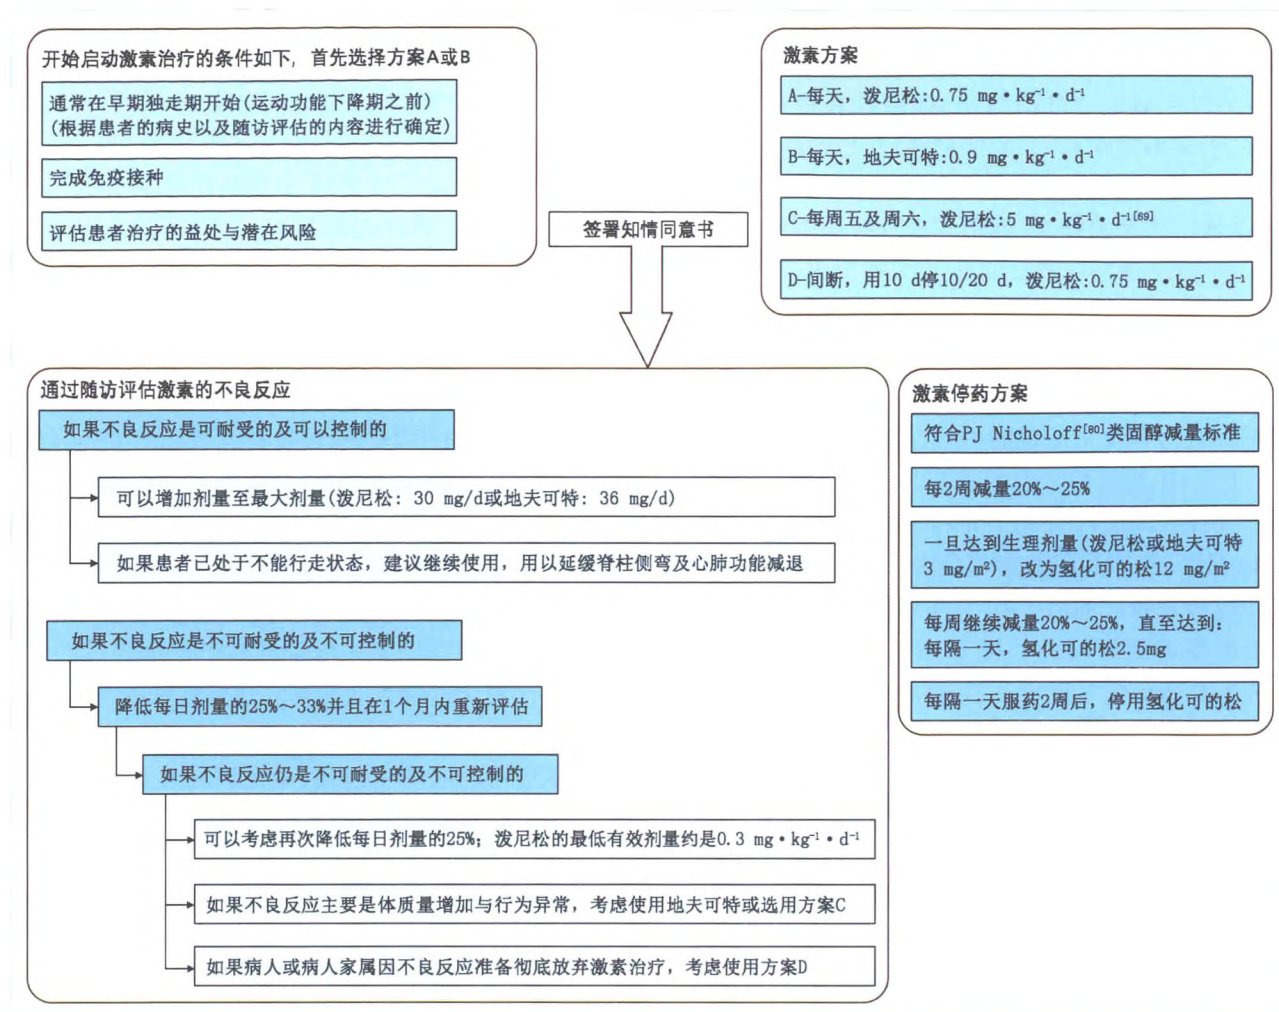 开始启动激素治疗的条件如下，首先选择方案A或B
通常在早期独走期开始(运动功能下降期之前)
(根据患者的病史以及随访评估的内容进行确定)
完成免疫接种
评估患者治疗的益处与潜在风险
签署知情同意书
激素方案
A-每天，泼尼松:0.75 mg·kg⁻¹·d⁻¹
B-每天，地夫可特:0.9 mg·kg⁻¹·d⁻¹
C-每周五及周六，泼尼松:5 mg·kg⁻¹·d⁻¹[69]
D-间断，用10 d停10/20 d，泼尼松:0.75 mg·kg⁻¹·d⁻¹
通过随访评估激素的不良反应
如果不良反应是可耐受的及可以控制的
可以增加剂量至最大剂量(泼尼松: 30 mg/d或地夫可特: 36 mg/d)
如果患者已处于不能行走状态，建议继续使用，用以延缓脊柱侧弯及心肺功能减退
如果不良反应是不可耐受的及不可控制的
降低每日剂量的25%～33%并且在1个月内重新评估
如果不良反应仍是不可耐受的及不可控制的
可以考虑再次降低每日剂量的25%；泼尼松的最低有效剂量约是0.3 mg·kg⁻¹·d⁻¹
如果不良反应主要是体质量增加与行为异常，考虑使用地夫可特或选用方案C
如果病人或病人家属因不良反应准备彻底放弃激素治疗，考虑使用方案D
激素停药方案
符合PJ Nicholoff[80]类固醇减量标准
每2周减量20%～25%
一旦达到生理剂量(泼尼松或地夫可特
3 mg/m²)，改为氢化可的松12 mg/m²
每周继续减量20%～25%，直至达到:
每隔一天，氢化可的松2.5mg
每隔一天服药2周后，停用氢化可的松